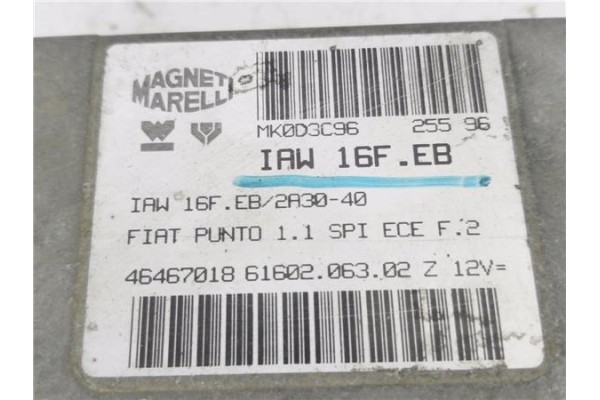 MAGNETI
MARELLI
MK0D3C96 255 96
IAW 16F.EB
IAW 16F.EB/2A30-40
FIAT PUNTO 1.1 SPI ECE F.2
46467018 61602.063.02 Z 12V=